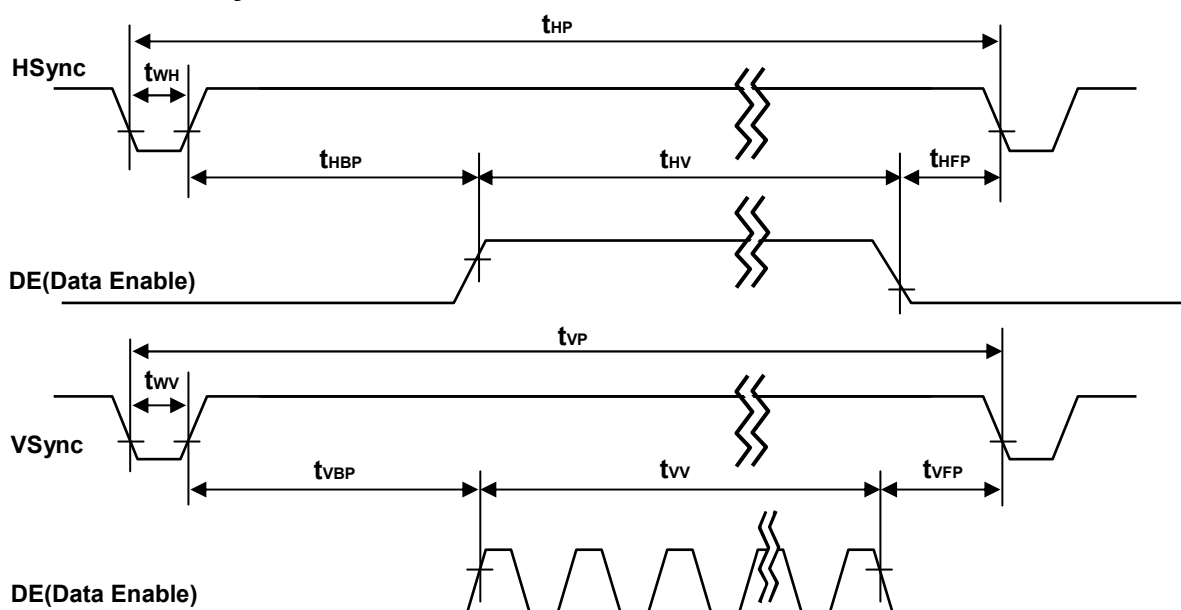 tHP
HSync
tWH
tHBP
tHV
tHFP
DE(Data Enable)
tVP
tWV
VSync
tVBP
tVV
tVFP
DE(Data Enable)